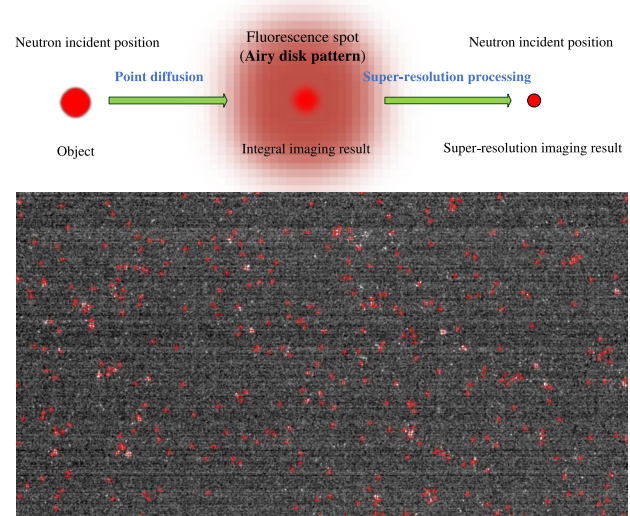 Neutron incident position
Fluorescence spot
(Airy disk pattern)
Neutron incident position
Point diffusion
Super-resolution processing
Object
Integral imaging result
Super-resolution imaging result